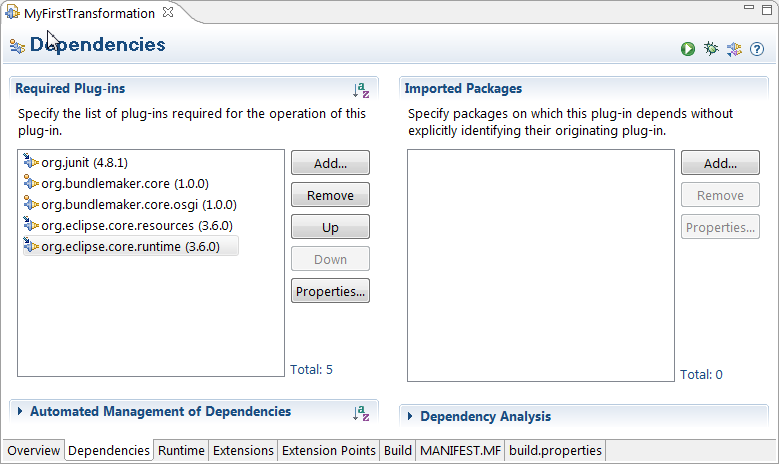 MyFirstTransformation
Dependencies
Required Plug-ins
Specify the list of plug-ins required for the operation of this
plug-in.
org.junit (4.8.1)
org.bundlemaker.core (1.0.0)
org.bundlemaker.core.osgi (1.0.0)
org.eclipse.core.resources (3.6.0)
org.eclipse.core.runtime (3.6.0)
Add...
Remove
Up
Down
Properties...
Total: 5
Imported Packages
Specify packages on which this plug-in depends without
explicitly identifying their originating plug-in.
Add...
Remove
Properties...
Total: 0
Automated Management of Dependencies
Dependency Analysis
Overview Dependencies Runtime Extensions Extension Points Build MANIFEST.MF build.properties